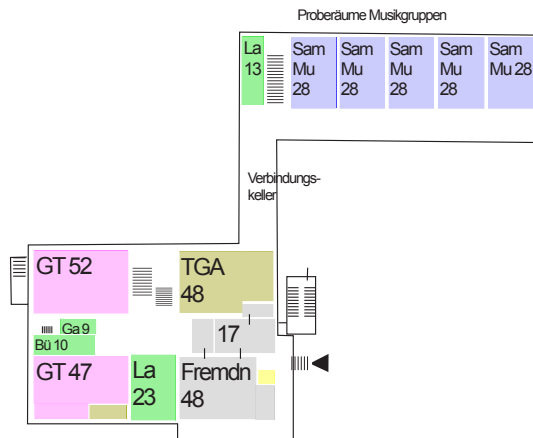 Proberäume Musikgruppen
La
13
Sam
Mu
28
Sam
Mu
28
Sam
Mu
28
Sam
Mu
28
Sam
Mu 28
Verbindungs-
keller
GT 52
TGA
48
Ga 9
Bü 10
17
GT 47
La
23
Fremdn
48